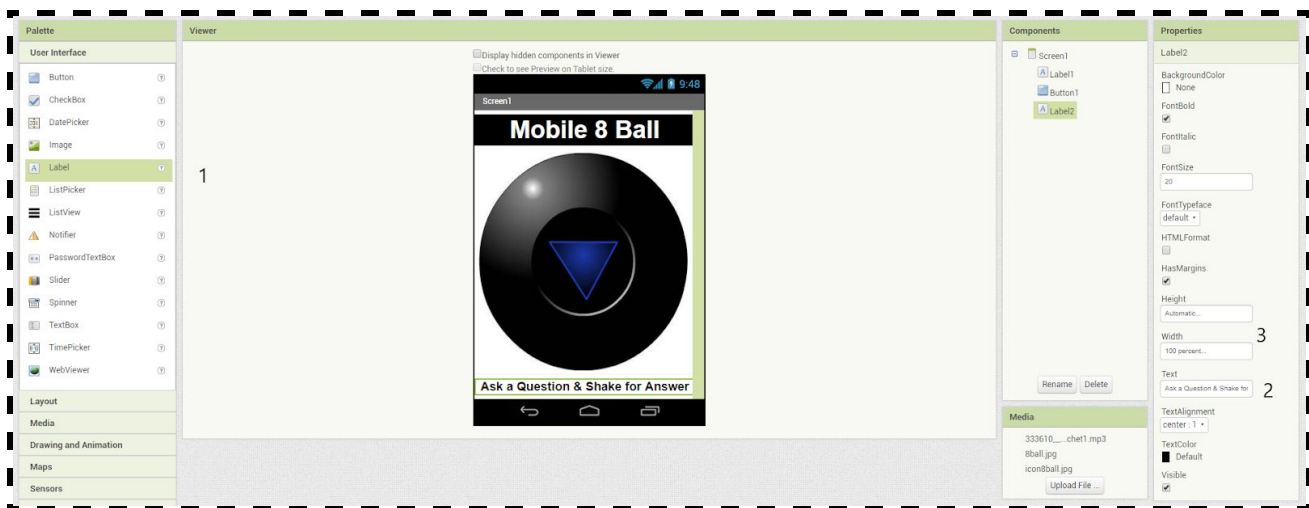 Palette
User Interface
Button
CheckBox
DatePicker
Image
Label
ListPicker
ListView
Notifier
PasswordTextBox
Slider
Spinner
TextBox
TimePicker
WebViewer
Layout
Media
Drawing and Animation
Maps
Sensors
Viewer
1
Display hidden components in Viewer
Check to see Preview on Tablet size.
9:48
Screen1
Mobile 8 Ball
Ask a Question & Shake for Answer
Components
Screen1
Label1
Button1
Label2
Rename Delete
Media
333610__...chet1.mp3
8ball.jpg
icon8ball.jpg
Upload File ...
Properties
Label2
BackgroundColor
None
FontBold
FontItalic
FontSize
20
FontTypeface
default
HTMLFormat
HasMargins
Height
Automatic...
Width
3
100 percent...
Text
Ask a Question & Shake for
2
TextAlignment
center : 1
TextColor
Default
Visible